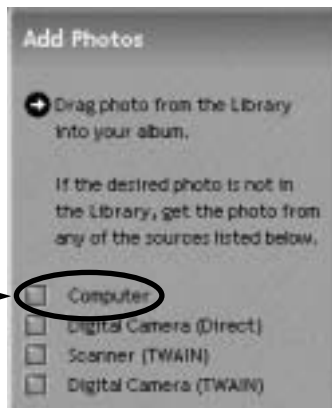 Add Photos
Drag photo from the Library
into your album.
If the desired photo is not in
the Library, get the photo from
any of the sources listed below.
Computer
Digital Camera (Direct)
Scanner (TWAIN)
Digital Camera (TWAIN)